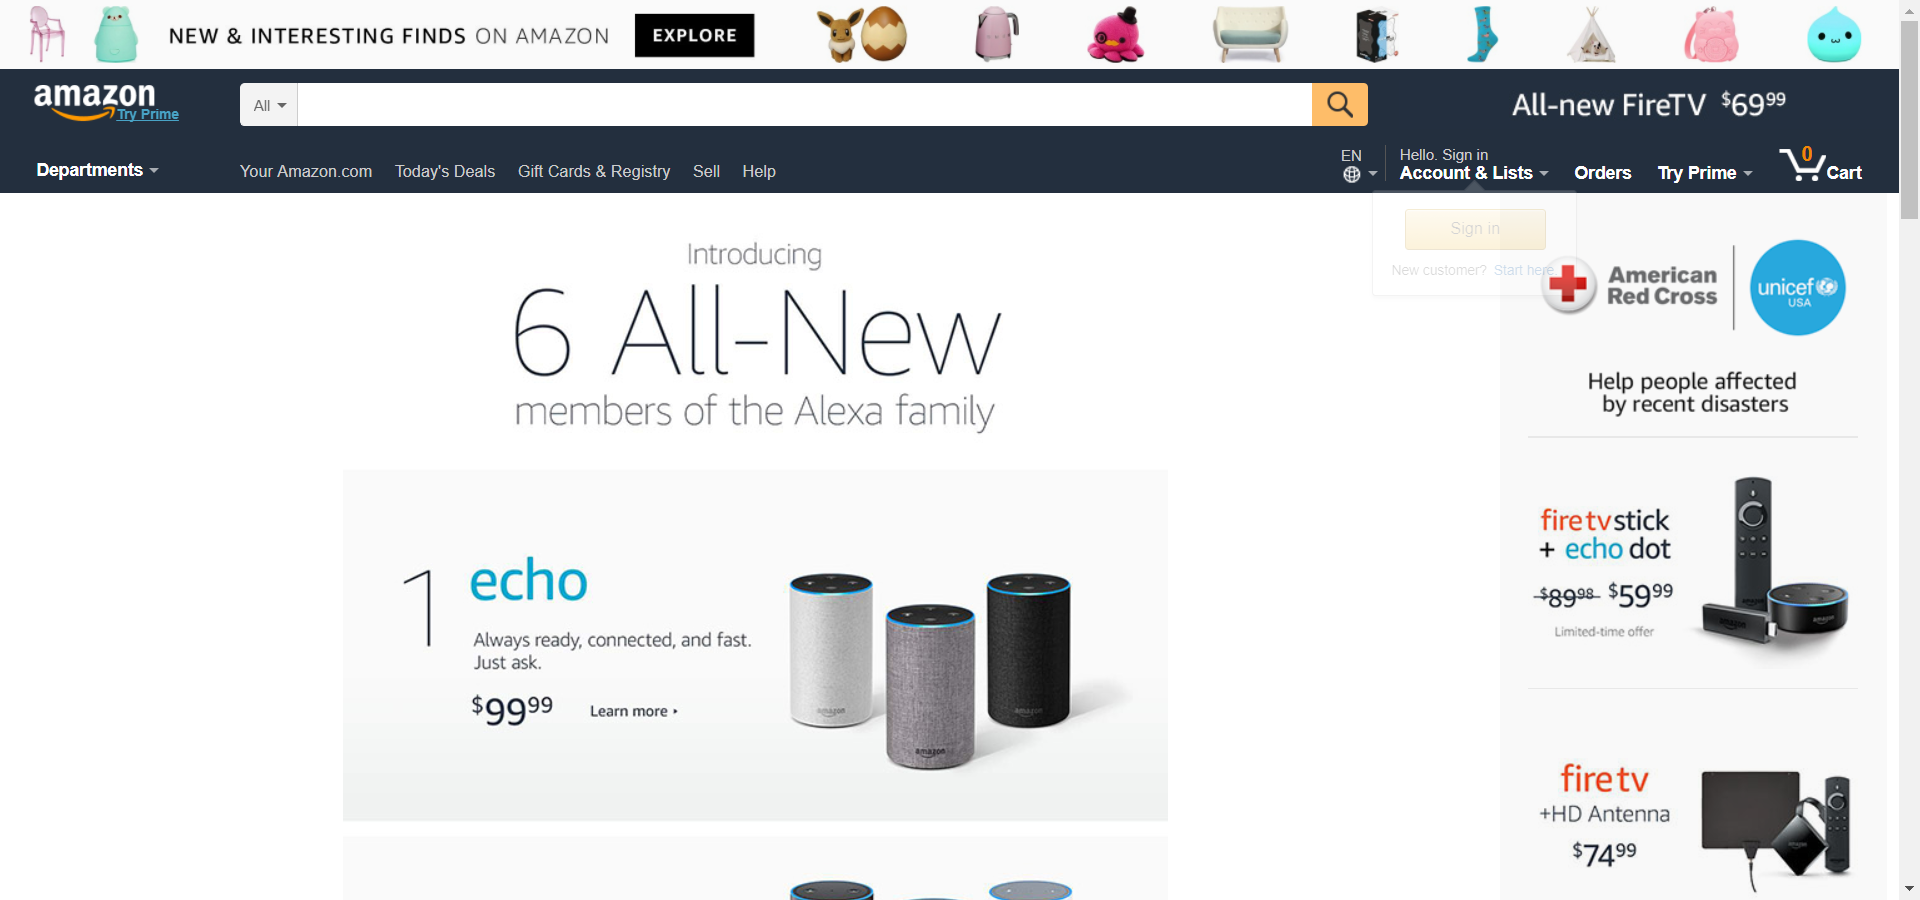 NEW & INTERESTING FINDS ON AMAZON EXPLORE
amazon
Try Prime
All
All-new FireTV $69.99
Departments
Your Amazon.com Today's Deals Gift Cards & Registry Sell Help
EN
Hello. Sign in
Account & Lists
Orders
Try Prime
0
Cart
Sign in
New customer? Start here
Introducing
6 All-New
members of the Alexa family
1
echo
Always ready, connected, and fast.
Just ask.
$99 99
Learn more
amazon
amazon
amazon
American
Red Cross
unicef
USA
Help people affected
by recent disasters
fire tv stick
+ echo dot
$89 98 $59 99
Limited-time offer
amazon
amazon
fire tv
+HD Antenna
$74 99